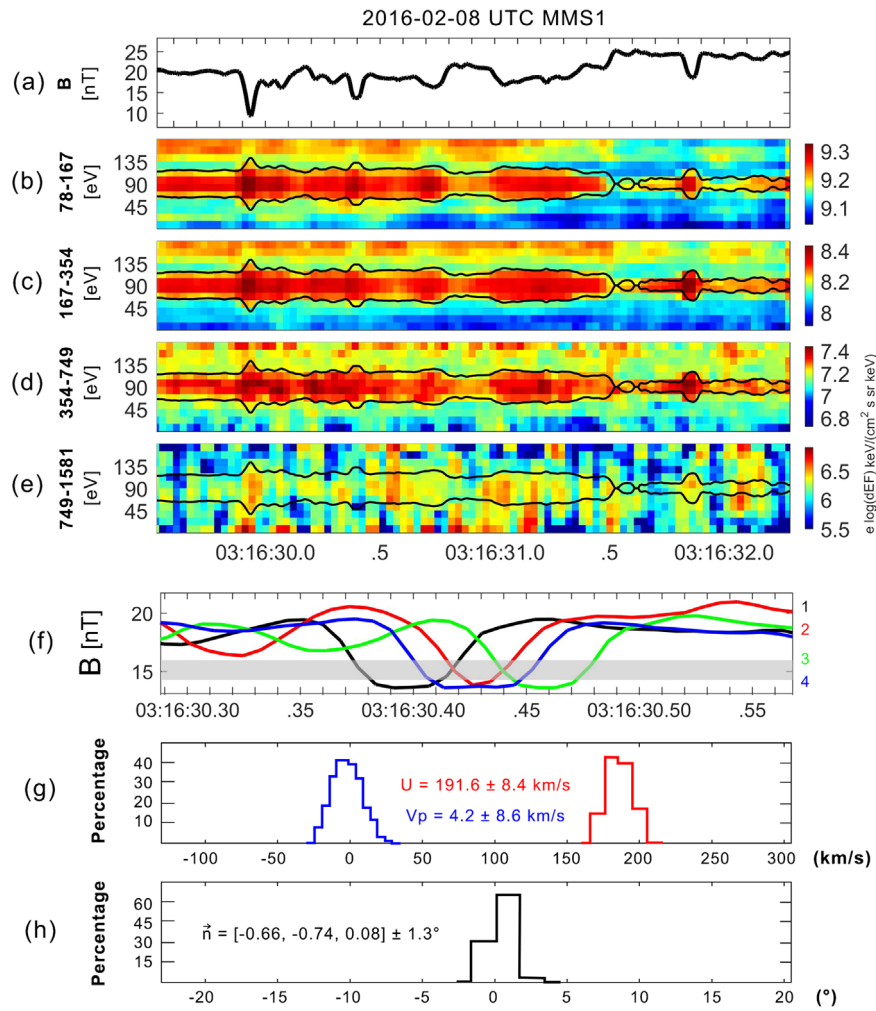 2016-02-08 UTC MMS1
(a)
B
[nT]
25
20
15
10
(b)
78-167
[eV]
135
90
45
9.3
9.2
9.1
(c)
167-354
[eV]
135
90
45
8.4
8.2
8
(d)
354-749
[eV]
135
90
45
7.4
7.2
7
6.8
(e)
749-1581
[eV]
135
90
45
6.5
6
5.5
e log(dEF) keV/(cm² s sr keV)
03:16:30.0 .5 03:16:31.0 .5 03:16:32.0
(f)
B [nT]
20
15
1
2
3
4
03:16:30.30 .35 03:16:30.40 .45 03:16:30.50 .55
(g)
Percentage
40
30
20
10
U = 191.6 ± 8.4 km/s
Vp = 4.2 ± 8.6 km/s
-100 -50 0 50 100 150 200 250 300
(km/s)
(h)
Percentage
60
45
30
15
n⃗ = [-0.66, -0.74, 0.08] ± 1.3°
-20 -15 -10 -5 0 5 10 15 20
(°)